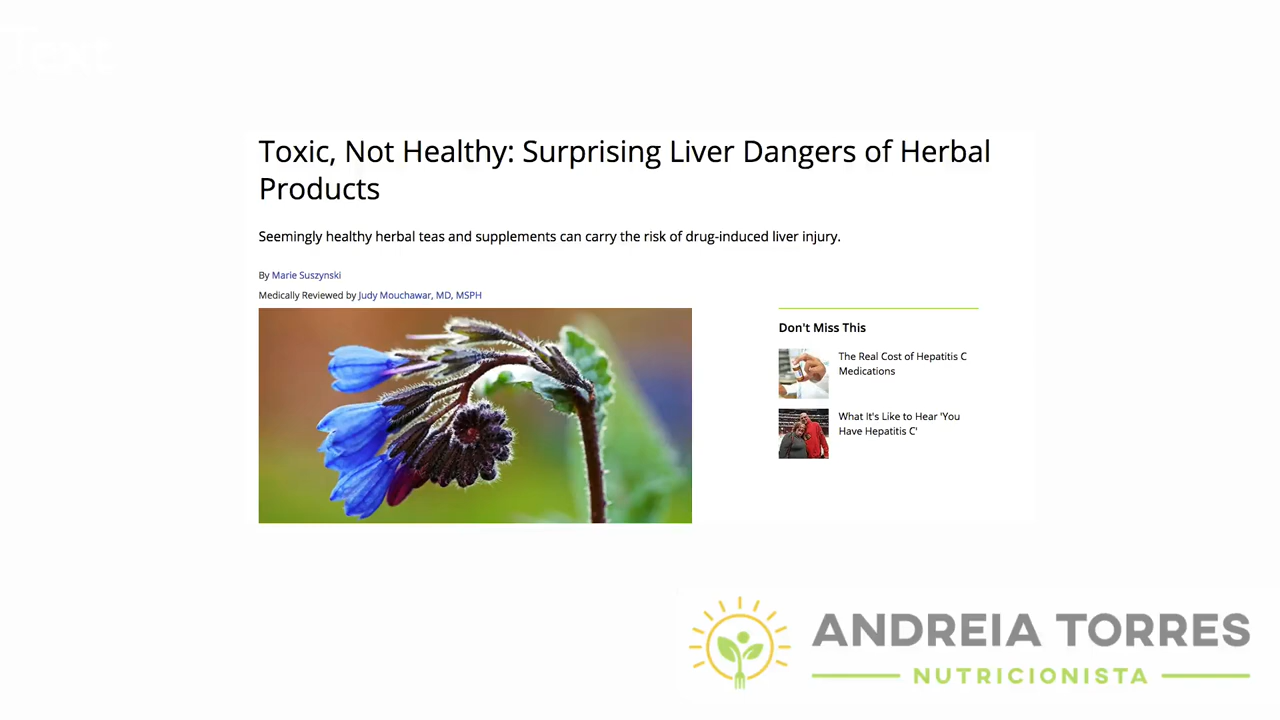 Text
Toxic, Not Healthy: Surprising Liver Dangers of Herbal
Products
Seemingly healthy herbal teas and supplements can carry the risk of drug-induced liver injury.
By Marie Suszynski
Medically Reviewed by Judy Mouchawar, MD, MSPH
Don't Miss This
The Real Cost of Hepatitis C
Medications
What It's Like to Hear 'You
Have Hepatitis C'
ANDREIA TORRES
NUTRICIONISTA